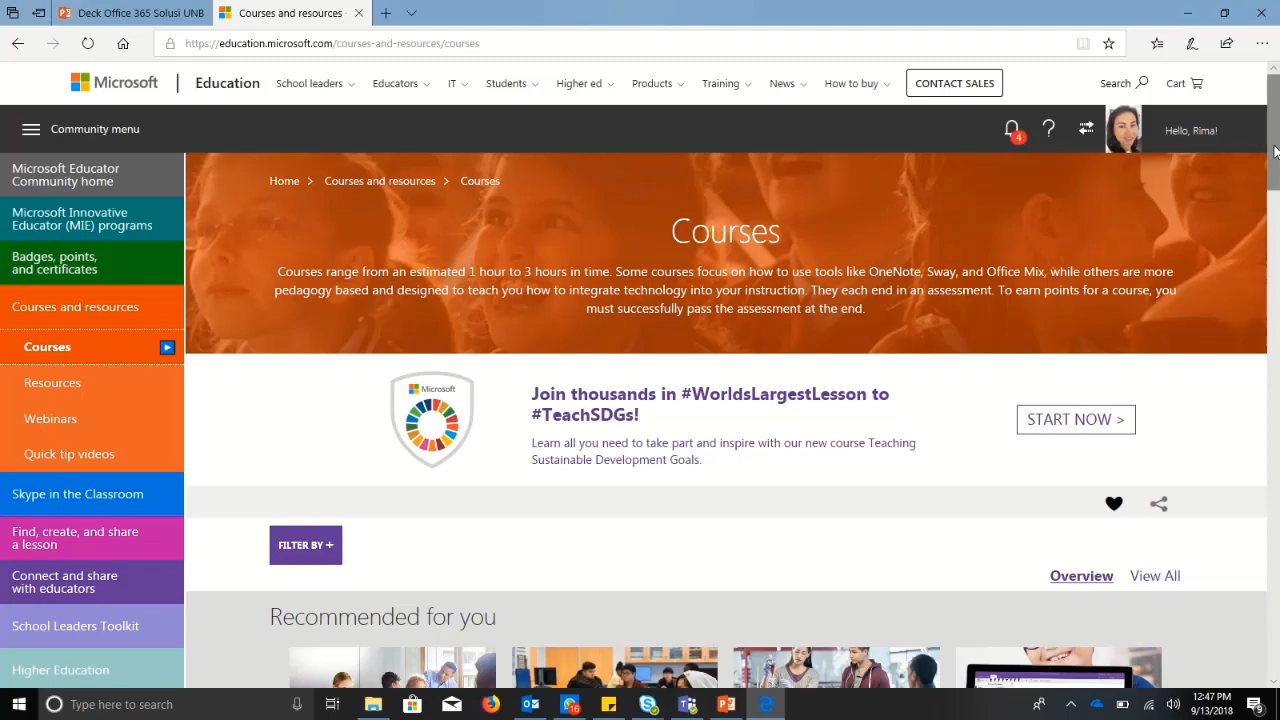 Deck Office 365 Solusi UNB
Courses and resources :
https://education.microsoft.com/courses-and-resources/courses
Microsoft
Education
School leaders
Educators
IT
Students
Higher ed
Products
Training
News
How to buy
CONTACT SALES
Search
Cart
Community menu
4
?
Hello, Rima!
Microsoft Educator
Community home
Microsoft Innovative
Educator (MIE) programs
Badges, points,
and certificates
Courses and resources
Courses
Resources
Webinars
Quick tip videos
Skype in the Classroom
Find, create, and share
a lesson
Connect and share
with educators
School Leaders Toolkit
Higher Education
Home > Courses and resources > Courses
Courses
Courses range from an estimated 1 hour to 3 hours in time. Some courses focus on how to use tools like OneNote, Sway, and Office Mix, while others are more
pedagogy based and designed to teach you how to integrate technology into your instruction. They each end in an assessment. To earn points for a course, you
must successfully pass the assessment at the end.
Microsoft
Join thousands in #WorldsLargestLesson to
#TeachSDGs!
Learn all you need to take part and inspire with our new course Teaching
Sustainable Development Goals.
START NOW >
FILTER BY +
Overview
View All
Recommended for you
Type here to search
16
12:47 PM
9/13/2018
9